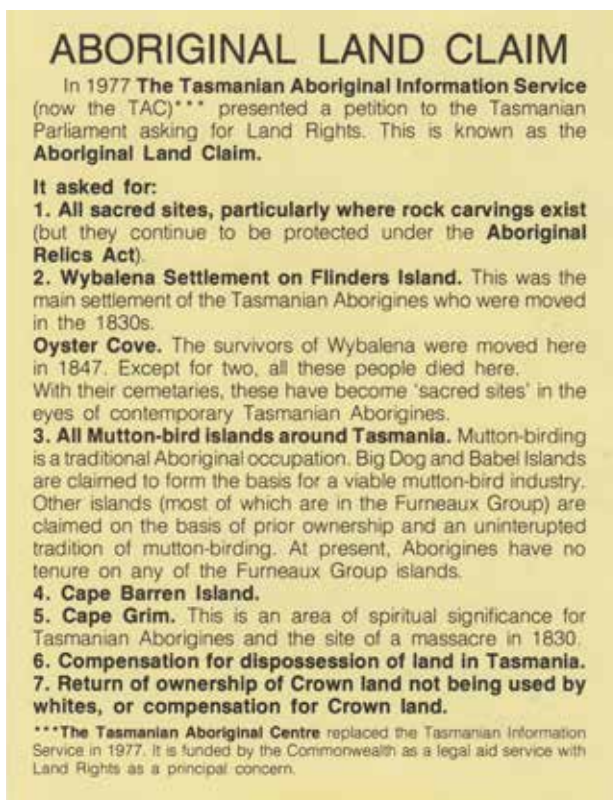 ABORIGINAL LAND CLAIM
In 1977 The Tasmanian Aboriginal Information Service
(now the TAC)*** presented a petition to the Tasmanian
Parliament asking for Land Rights. This is known as the
Aboriginal Land Claim.
It asked for:
1. All sacred sites, particularly where rock carvings exist
(but they continue to be protected under the Aboriginal
Relics Act).
2. Wybalena Settlement on Flinders Island. This was the
main settlement of the Tasmanian Aborigines who were moved
in the 1830s.
Oyster Cove. The survivors of Wybalena were moved here
in 1847. Except for two, all these people died here.
With their cemetaries, these have become 'sacred sites' in the
eyes of contemporary Tasmanian Aborigines.
3. All Mutton-bird islands around Tasmania. Mutton-birding
is a traditional Aboriginal occupation. Big Dog and Babel Islands
are claimed to form the basis for a viable mutton-bird industry.
Other islands (most of which are in the Furneaux Group) are
claimed on the basis of prior ownership and an uninterupted
tradition of mutton-birding. At present, Aborigines have no
tenure on any of the Furneaux Group islands.
4. Cape Barren Island.
5. Cape Grim. This is an area of spiritual significance for
Tasmanian Aborigines and the site of a massacre in 1830.
6. Compensation for dispossession of land in Tasmania.
7. Return of ownership of Crown land not being used by
whites, or compensation for Crown land.
***The Tasmanian Aboriginal Centre replaced the Tasmanian Information
Service in 1977. It is funded by the Commonwealth as a legal aid service with
Land Rights as a principal concern.